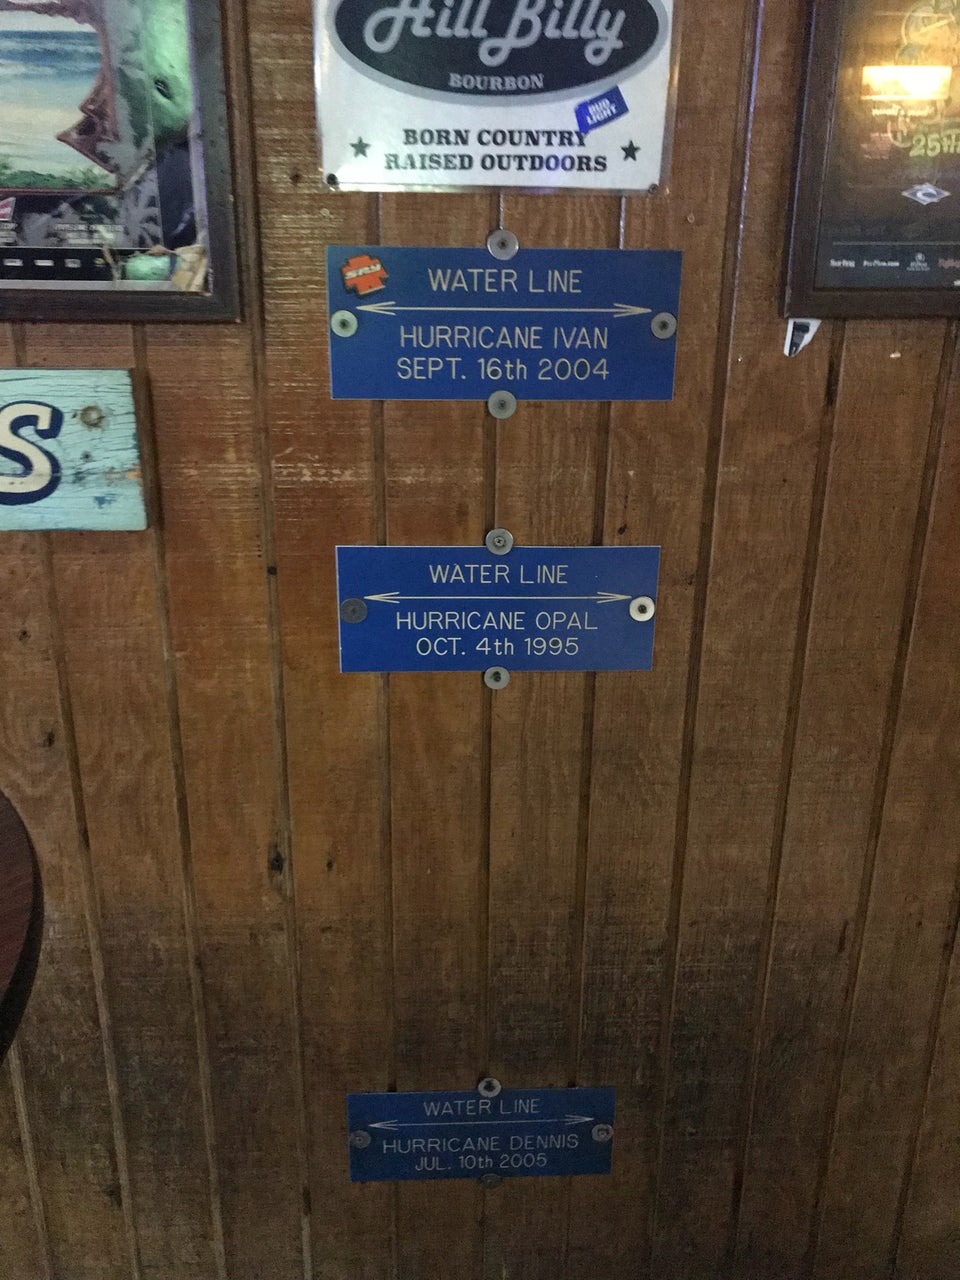 Hill Billy
BOURBON
BUD LIGHT
BORN COUNTRY
RAISED OUTDOORS
25th
WATER LINE
HURRICANE IVAN
SEPT. 16th 2004
S
WATER LINE
HURRICANE OPAL
OCT. 4th 1995
WATER LINE
HURRICANE DENNIS
JUL. 10th 2005